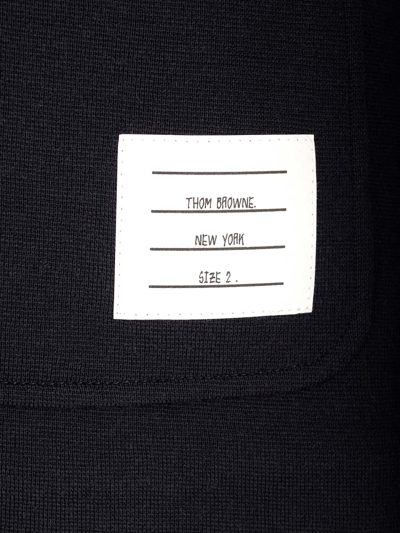 THOM BROWNE.
NEW YORK
SIZE 2 .